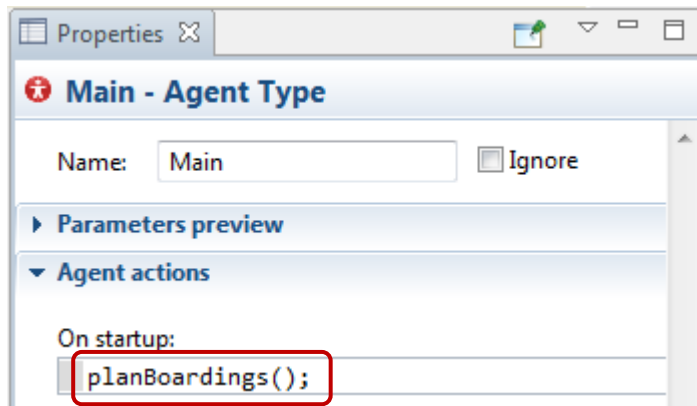 Properties
Main - Agent Type
Name: Main Ignore
Parameters preview
Agent actions
On startup:
planBoardings();